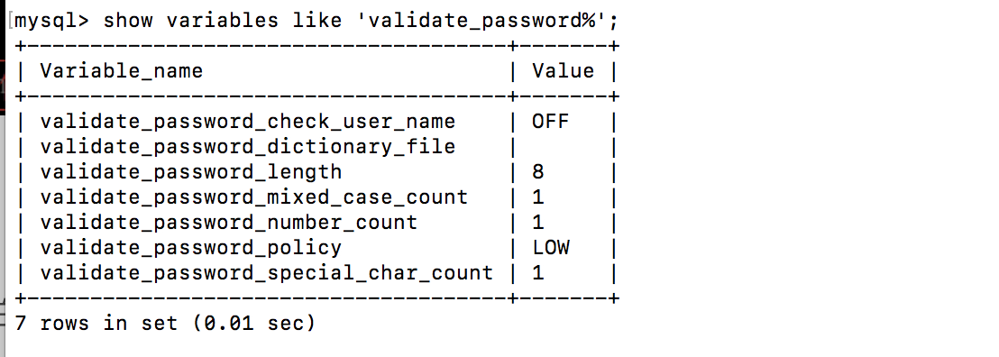 [mysql> show variables like 'validate_password%';
+--------------------------------------+-------+
| Variable_name                        | Value |
+--------------------------------------+-------+
| validate_password_check_user_name    | OFF   |
| validate_password_dictionary_file    |       |
| validate_password_length             | 8     |
| validate_password_mixed_case_count   | 1     |
| validate_password_number_count       | 1     |
| validate_password_policy             | LOW   |
| validate_password_special_char_count | 1     |
+--------------------------------------+-------+
7 rows in set (0.01 sec)